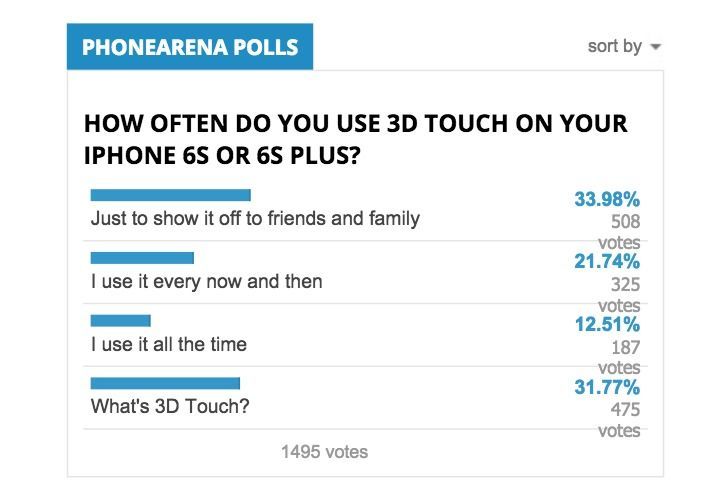 PHONEARENA POLLS
sort by
HOW OFTEN DO YOU USE 3D TOUCH ON YOUR
IPHONE 6S OR 6S PLUS?
33.98%
Just to show it off to friends and family
508
votes
21.74%
I use it every now and then
325
votes
12.51%
I use it all the time
187
votes
31.77%
What's 3D Touch?
475
votes
1495 votes